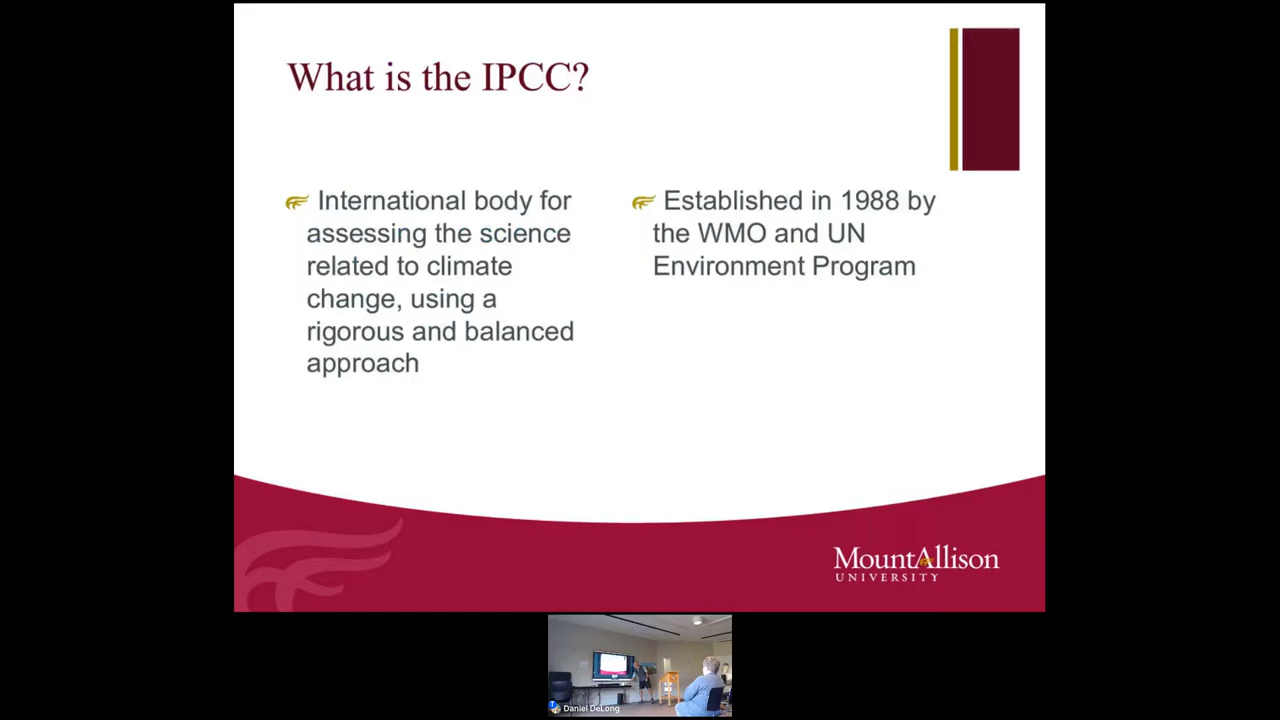 What is the IPCC?
International body for
assessing the science
related to climate
change, using a
rigorous and balanced
approach
Established in 1988 by
the WMO and UN
Environment Program
MountAllison
UNIVERSITY
Daniel DeLong